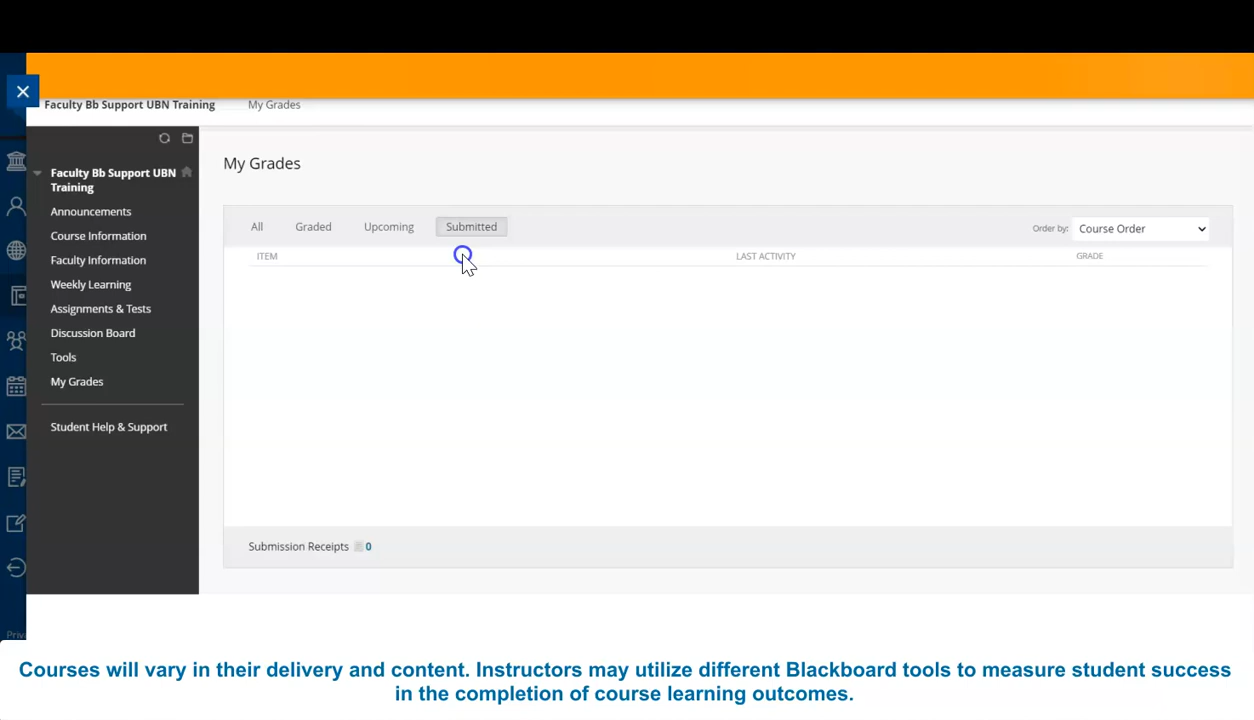 Faculty Bb Support UBN Training My Grades
Faculty Bb Support UBN
Training
Announcements
Course Information
Faculty Information
Weekly Learning
Assignments & Tests
Discussion Board
Tools
My Grades
Student Help & Support
My Grades
All Graded Upcoming Submitted Order by: Course Order
ITEM LAST ACTIVITY GRADE
Submission Receipts 0
Courses will vary in their delivery and content. Instructors may utilize different Blackboard tools to measure student success
in the completion of course learning outcomes.